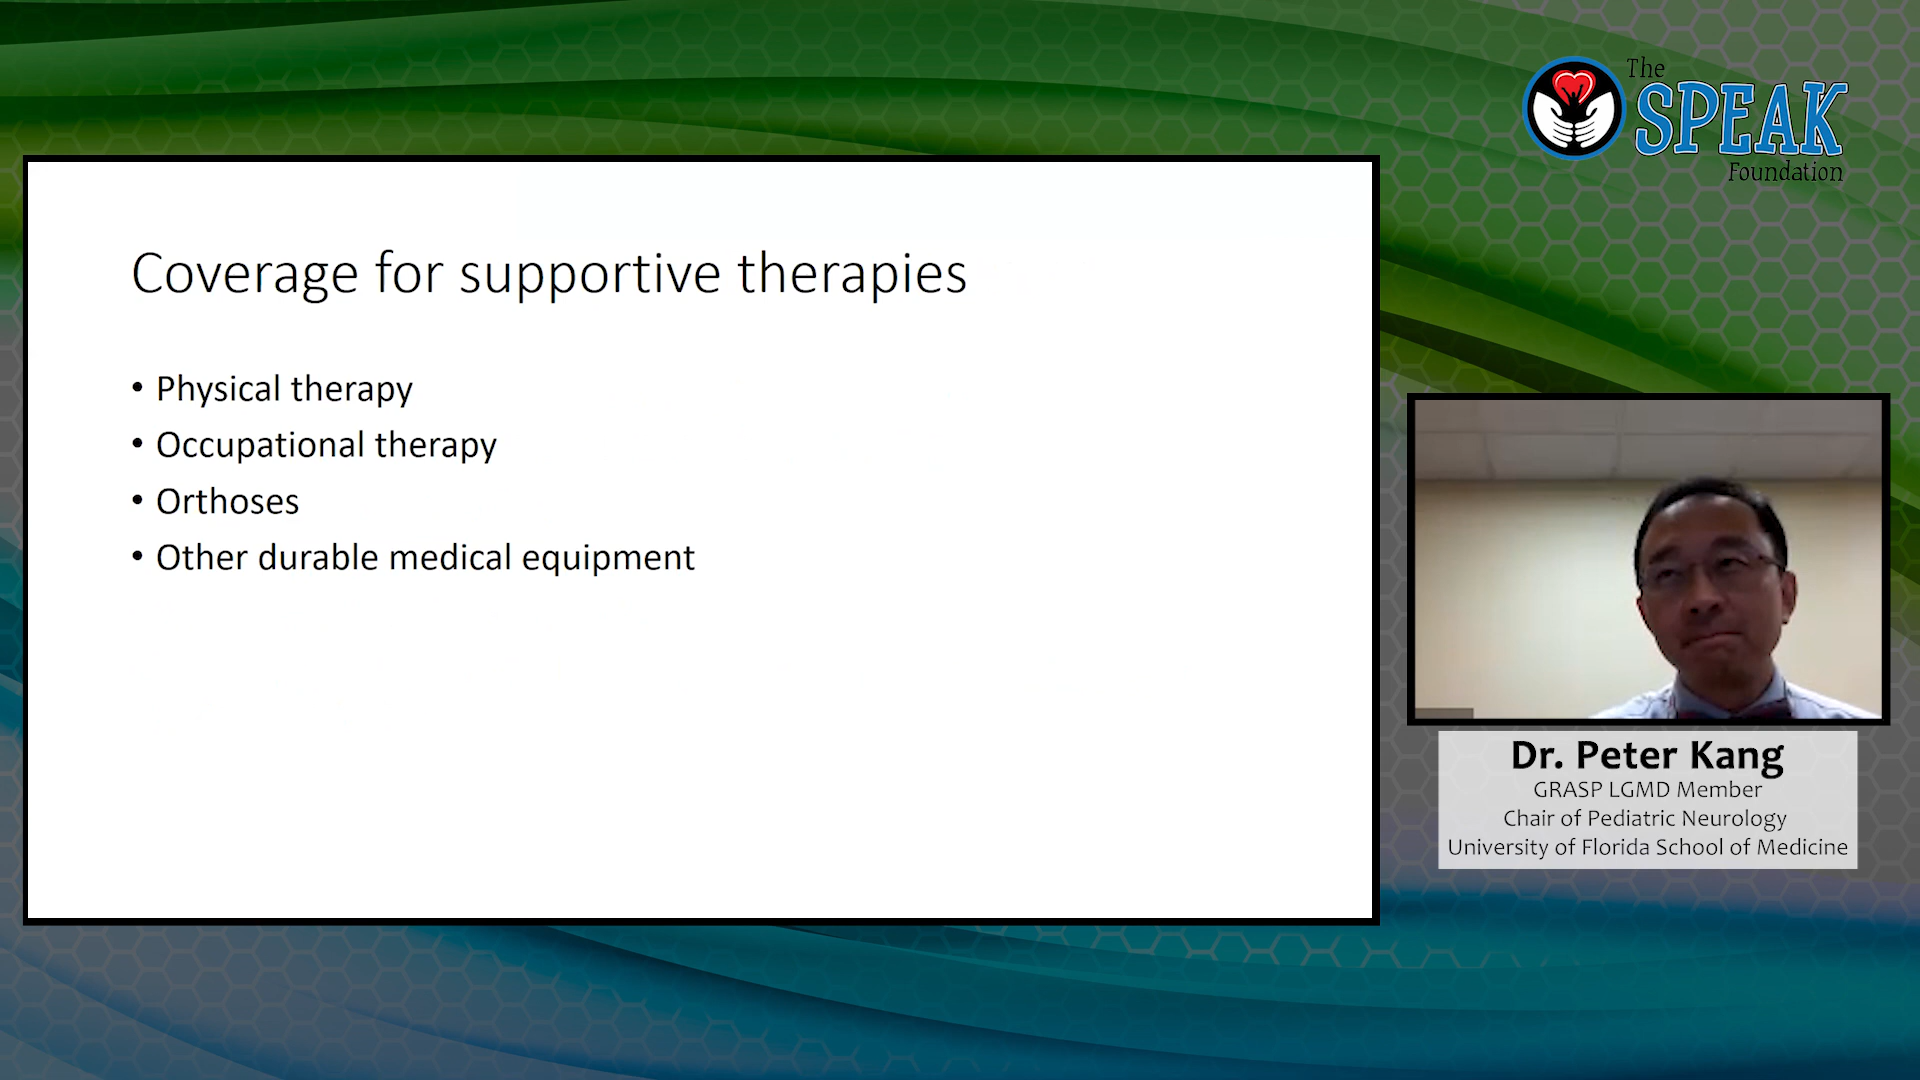 The
SPEAK
Foundation
Coverage for supportive therapies
• Physical therapy
• Occupational therapy
• Orthoses
• Other durable medical equipment
Dr. Peter Kang
GRASP LGMD Member
Chair of Pediatric Neurology
University of Florida School of Medicine